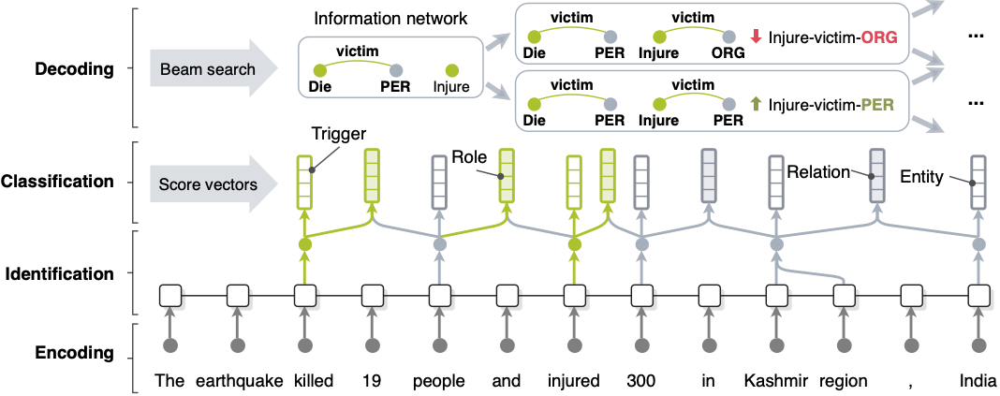 Information network
Decoding
Beam search
victim
Die PER Injure
victim victim
Die PER Injure ORG
Injure-victim-ORG
...
victim victim
Die PER Injure PER
Injure-victim-PER
...
Classification
Score vectors
Trigger
Role
Relation
Entity
Identification
Encoding
The earthquake killed 19 people and injured 300 in Kashmir region , India